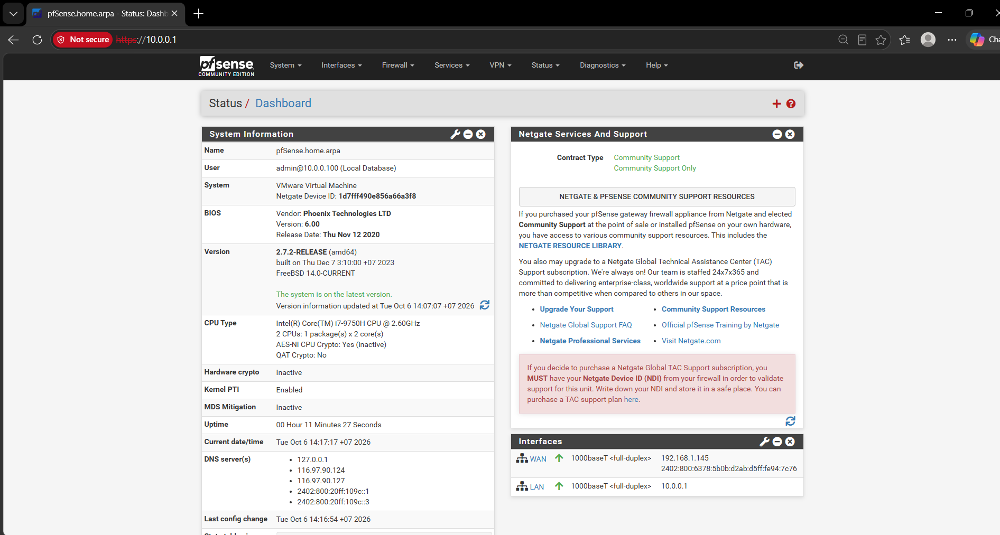 pfSense.home.arpa - Status: Dashb
Not secure
https://10.0.0.1
pfsense
COMMUNITY EDITION
System
Interfaces
Firewall
Services
VPN
Status
Diagnostics
Help
Status / Dashboard
System Information
Name
pfSense.home.arpa
User
admin@10.0.0.100 (Local Database)
System
VMware Virtual Machine
Netgate Device ID: 1d7fff490e856a66a3f8
BIOS
Vendor: Phoenix Technologies LTD
Version: 6.00
Release Date: Thu Nov 12 2020
Version
2.7.2-RELEASE (amd64)
built on Thu Dec 7 3:10:00 +07 2023
FreeBSD 14.0-CURRENT
The system is on the latest version.
Version information updated at Tue Oct 6 14:07:07 +07 2026
CPU Type
Intel(R) Core(TM) i7-9750H CPU @ 2.60GHz
2 CPUs: 1 package(s) x 2 core(s)
AES-NI CPU Crypto: Yes (inactive)
QAT Crypto: No
Hardware crypto
Inactive
Kernel PTI
Enabled
MDS Mitigation
Inactive
Uptime
00 Hour 11 Minutes 27 Seconds
Current date/time
Tue Oct 6 14:17:17 +07 2026
DNS server(s)
127.0.0.1
116.97.90.124
116.97.90.127
2402:800:20ff:109c::1
2402:800:20ff:109c::3
Last config change
Tue Oct 6 14:16:54 +07 2026
Netgate Services And Support
Contract Type
Community Support
Community Support Only
NETGATE & PFSENSE COMMUNITY SUPPORT RESOURCES
If you purchased your pfSense gateway firewall appliance from Netgate and elected
Community Support at the point of sale or installed pfSense on your own hardware,
you have access to various community support resources. This includes the
NETGATE RESOURCE LIBRARY.
You also may upgrade to a Netgate Global Technical Assistance Center (TAC)
Support subscription. We're always on! Our team is staffed 24x7x365 and
committed to delivering enterprise-class, worldwide support at a price point that is
more than competitive when compared to others in our space.
Upgrade Your Support
Community Support Resources
Netgate Global Support FAQ
Official pfSense Training by Netgate
Netgate Professional Services
Visit Netgate.com
If you decide to purchase a Netgate Global TAC Support subscription, you
MUST have your Netgate Device ID (NDI) from your firewall in order to validate
support for this unit. Write down your NDI and store it in a safe place. You can
purchase a TAC support plan here.
Interfaces
WAN
1000baseT <full-duplex>
192.168.1.145
2402:800:6378:5b0b:d2ab:d5ff:fe94:7c76
LAN
1000baseT <full-duplex>
10.0.0.1